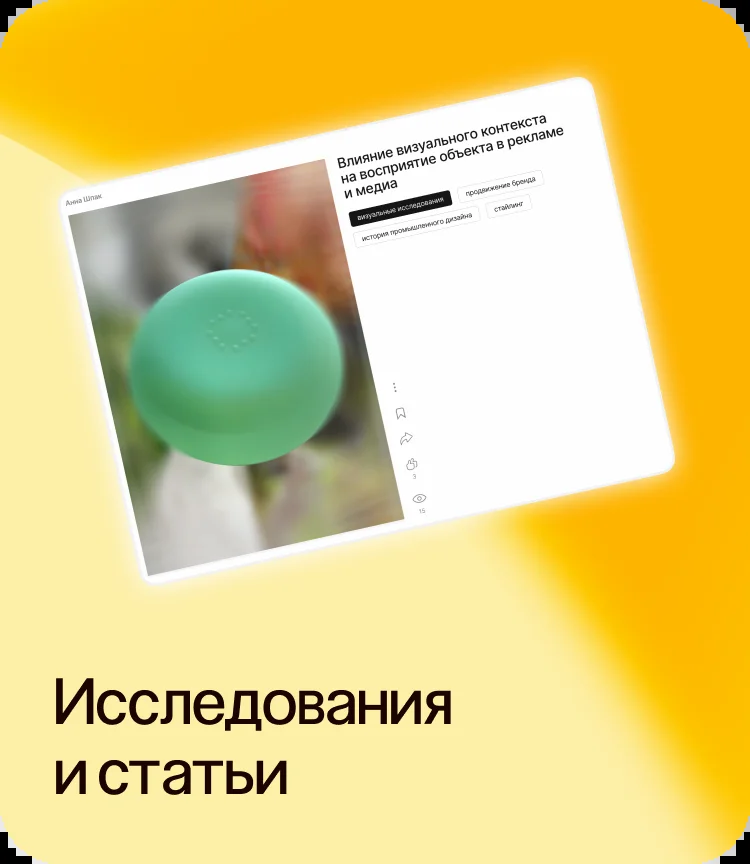 Анна Шпак
Влияние визуального контекста
на восприятие объекта в рекламе
и медиа
визуальные исследования
продвижение бренда
история промышленного дизайна
стайлинг
3
15
Исследования
и статьи